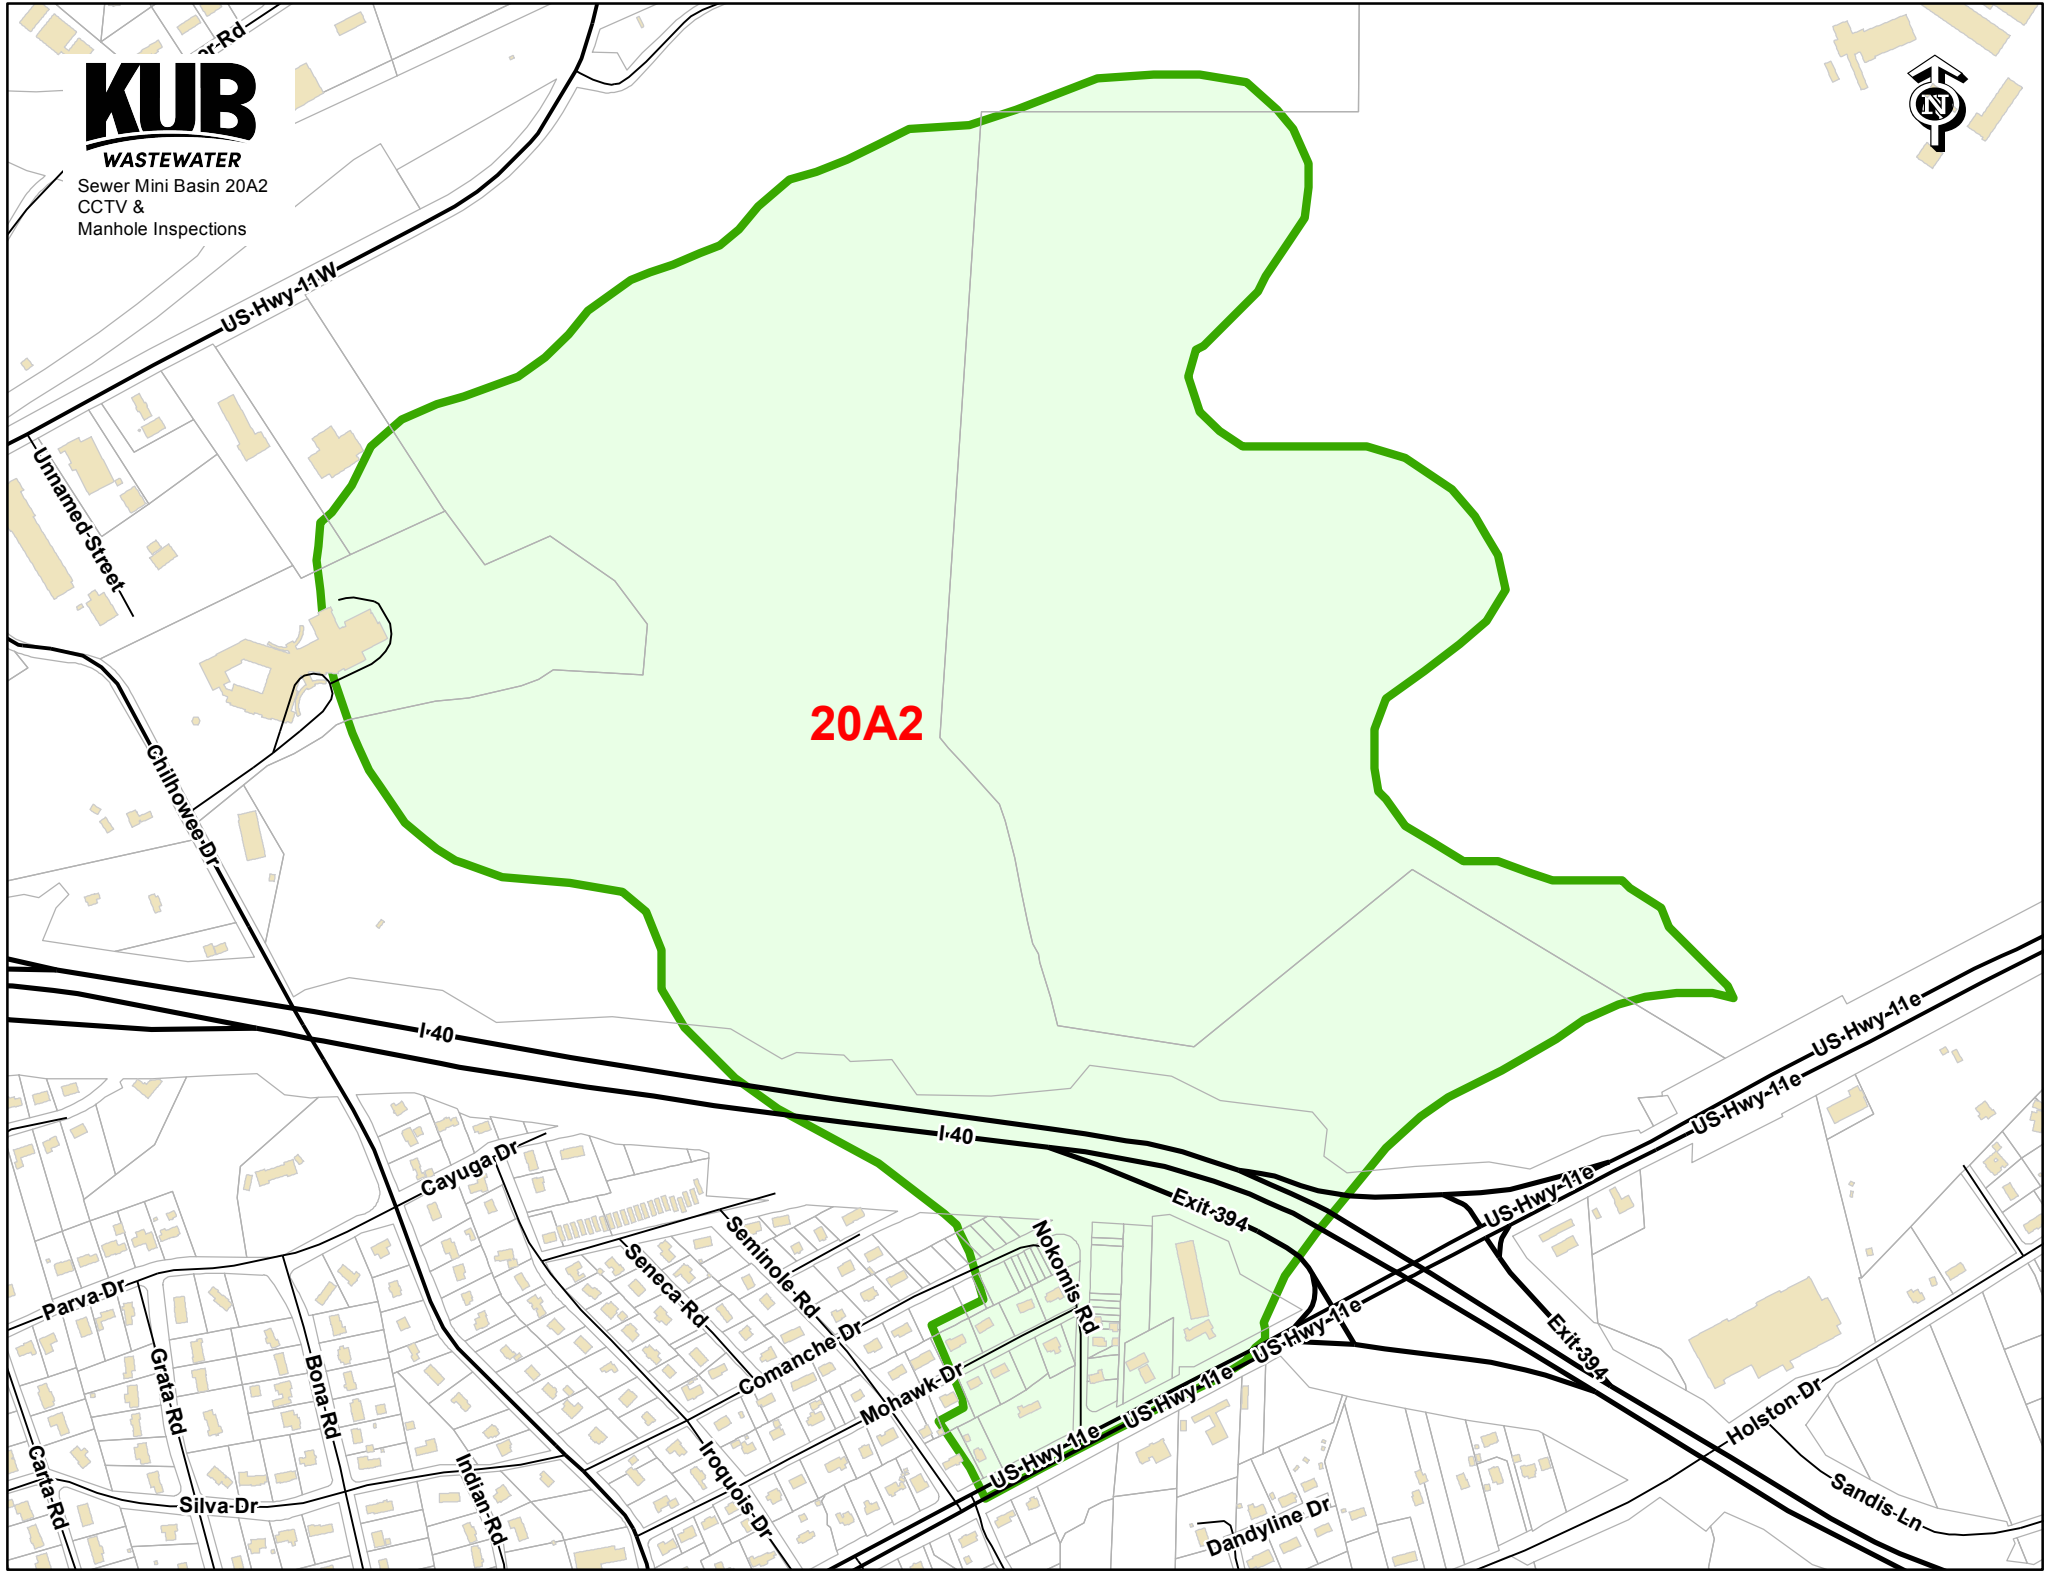 er-Rd
KUB
WASTEWATER
Sewer Mini Basin 20A2
CCTV &
Manhole Inspections
N
US-Hwy-11W
Unnamed-Street
20A2
Chilhowee-Dr
I-40
I-40
US-Hwy-11e
US-Hwy-11e
US-Hwy-11e
US-Hwy-11e
US-Hwy-11e
US-Hwy-11e
Cayuga-Dr
Exit-394
Exit-394
Nokomis-Rd
Seminole-Rd
Seneca-Rd
Parva-Dr
Grata-Rd
Bona-Rd
Comanche-Dr
Mohawk-Dr
Holston-Dr
Carta-Rd
Silva-Dr
Indian-Rd
Iroquois-Dr
Dandyline-Dr
Sandis-Ln